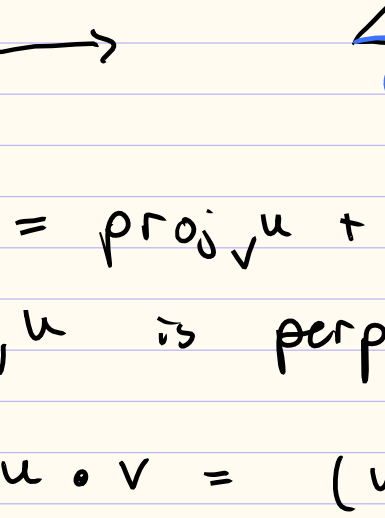 = proj_v u +
u is perp
u • v = (